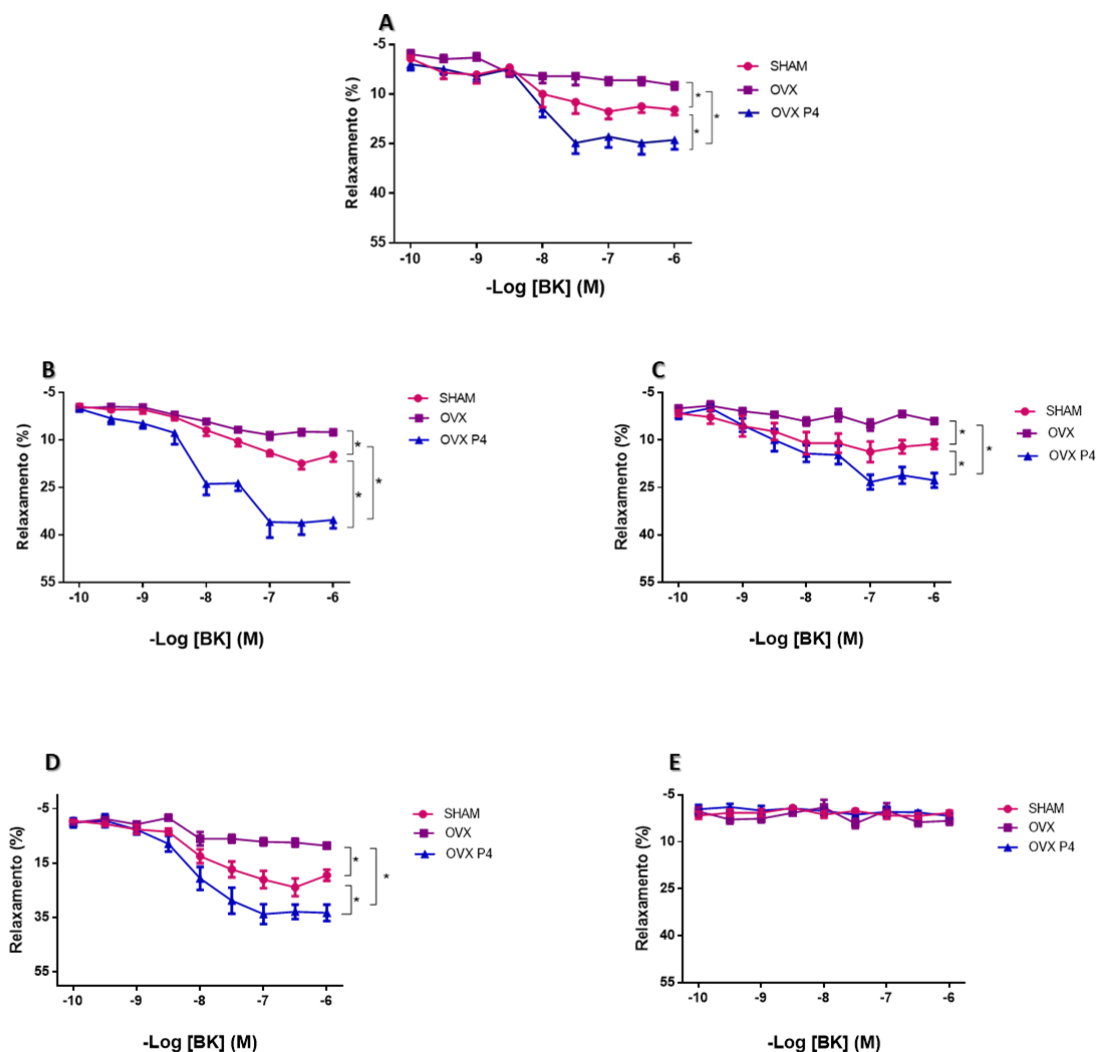 A
-5
10
25
40
55
Relaxamento (%)
-10 -9 -8 -7 -6
-Log [BK] (M)
SHAM
OVX
OVX P4
*
*
*
B
-5
10
25
40
55
Relaxamento (%)
-10 -9 -8 -7 -6
-Log [BK] (M)
SHAM
OVX
OVX P4
*
*
*
C
-5
10
25
40
55
Relaxamento (%)
-10 -9 -8 -7 -6
-Log [BK] (M)
SHAM
OVX
OVX P4
*
*
*
D
-5
15
35
55
Relaxamento (%)
-10 -9 -8 -7 -6
-Log [BK] (M)
SHAM
OVX
OVX P4
*
*
*
E
-5
10
25
40
55
Relaxamento (%)
-10 -9 -8 -7 -6
-Log [BK] (M)
SHAM
OVX
OVX P4